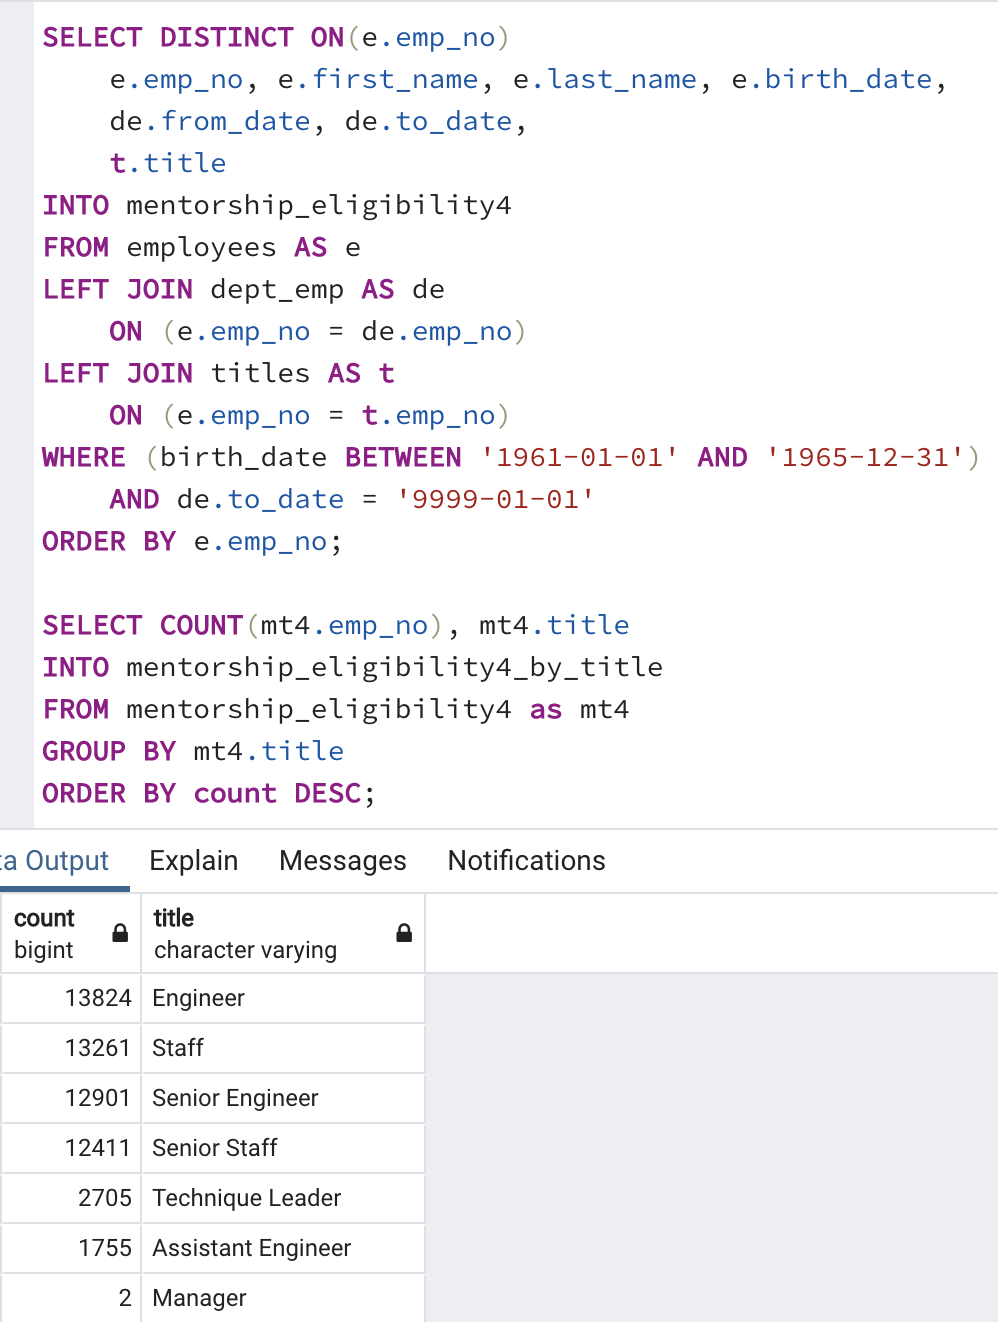 SELECT DISTINCT ON(e.emp_no)
    e.emp_no, e.first_name, e.last_name, e.birth_date,
    de.from_date, de.to_date,
    t.title
INTO mentorship_eligibility4
FROM employees AS e
LEFT JOIN dept_emp AS de
    ON (e.emp_no = de.emp_no)
LEFT JOIN titles AS t
    ON (e.emp_no = t.emp_no)
WHERE (birth_date BETWEEN '1961-01-01' AND '1965-12-31')
    AND de.to_date = '9999-01-01'
ORDER BY e.emp_no;

SELECT COUNT(mt4.emp_no), mt4.title
INTO mentorship_eligibility4_by_title
FROM mentorship_eligibility4 as mt4
GROUP BY mt4.title
ORDER BY count DESC;
ta Output Explain Messages Notifications
count title
bigint character varying
13824 Engineer
13261 Staff
12901 Senior Engineer
12411 Senior Staff
2705 Technique Leader
1755 Assistant Engineer
2 Manager